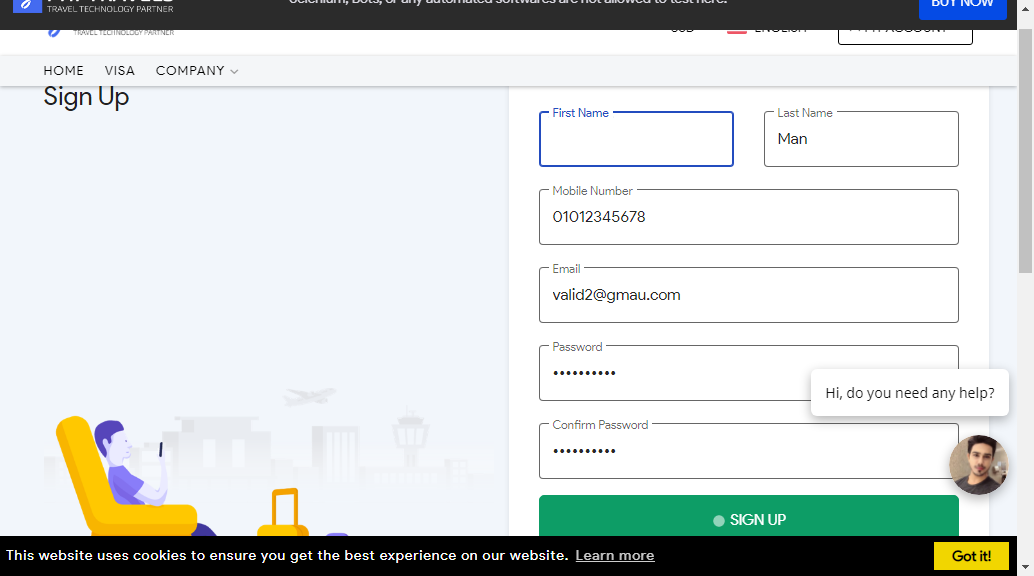 TRAVEL TECHNOLOGY PARTNER
Selenium, Bots, or any automated softwares are not allowed to test here.
BUY NOW
TRAVEL TECHNOLOGY PARTNER
USD
ENGLISH
MY ACCOUNT
HOME VISA COMPANY
Sign Up
First Name
Last Name
Man
Mobile Number
01012345678
Email
valid2@gmau.com
Password
••••••••••
Confirm Password
••••••••••
SIGN UP
Hi, do you need any help?
This website uses cookies to ensure you get the best experience on our website. Learn more
Got it!